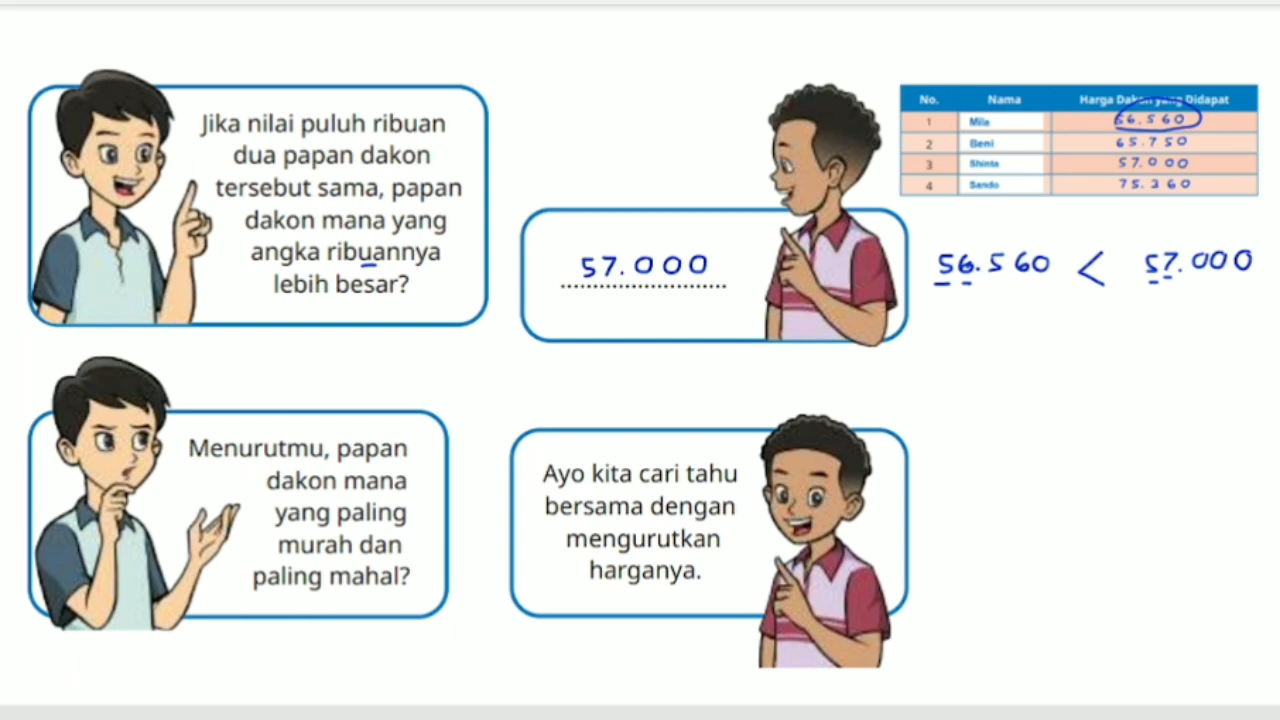 Jika nilai puluh ribuan
dua papan dakon
tersebut sama, papan
dakon mana yang
angka ribuannya
lebih besar?
57.000
No. Nama Harga Dakon yang Didapat
1 Mila 56.560
2 Beni 65.750
3 Shinta 57.000
4 Sando 75.360
56.560 < 57.000
Menurutmu, papan
dakon mana
yang paling
murah dan
paling mahal?
Ayo kita cari tahu
bersama dengan
mengurutkan
harganya.